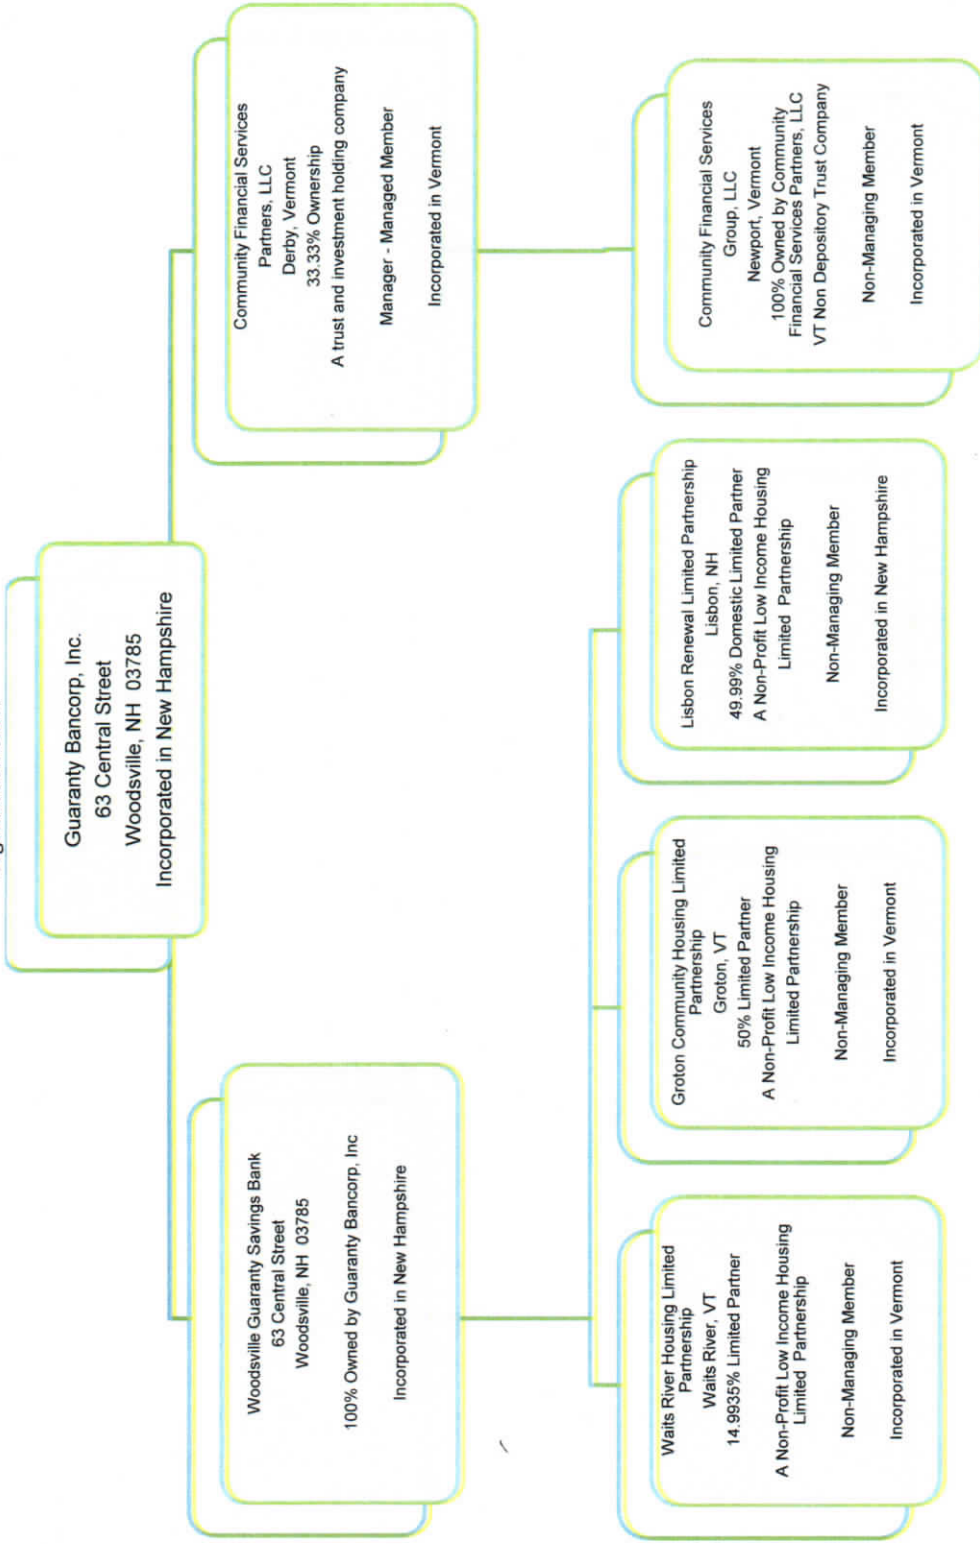 Guaranty Bancorp, Inc.
63 Central Street
Woodsville, NH 03785
Incorporated in New Hampshire
Woodsville Guaranty Savings Bank
63 Central Street
Woodsville, NH 03785
100% Owned by Guaranty Bancorp, Inc
Incorporated in New Hampshire
Community Financial Services
Partners, LLC
Derby, Vermont
33.33% Ownership
A trust and investment holding company
Manager - Managed Member
Incorporated in Vermont
Waits River Housing Limited
Partnership
Waits River, VT
14.9935% Limited Partner
A Non-Profit Low Income Housing
Limited Partnership
Non-Managing Member
Incorporated in Vermont
Groton Community Housing Limited
Partnership
Groton, VT
50% Limited Partner
A Non-Profit Low Income Housing
Limited Partnership
Non-Managing Member
Incorporated in Vermont
Lisbon Renewal Limited Partnership
Lisbon, NH
49.99% Domestic Limited Partner
A Non-Profit Low Income Housing
Limited Partnership
Non-Managing Member
Incorporated in New Hampshire
Community Financial Services
Group, LLC
Newport, Vermont
100% Owned by Community
Financial Services Partners, LLC
VT Non Depository Trust Company
Non-Managing Member
Incorporated in Vermont